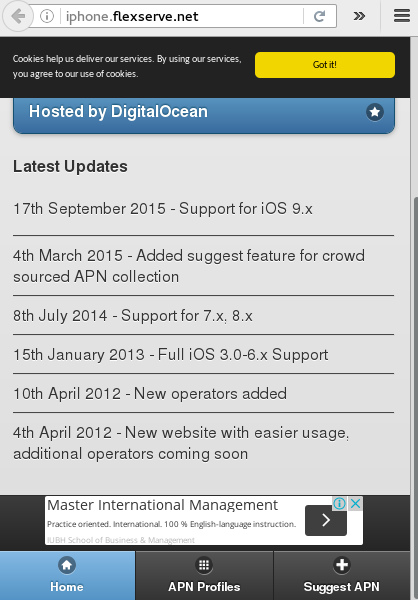 iphone.flexserve.net
Cookies help us deliver our services. By using our services,
you agree to our use of cookies.
Got it!
Hosted by DigitalOcean
Latest Updates
17th September 2015 - Support for iOS 9.x
4th March 2015 - Added suggest feature for crowd
sourced APN collection
8th July 2014 - Support for 7.x, 8.x
15th January 2013 - Full iOS 3.0-6.x Support
10th April 2012 - New operators added
4th April 2012 - New website with easier usage,
additional operators coming soon
Master International Management
Practice oriented. International. 100 % English-language instruction.
IUBH School of Business & Management
Home
APN Profiles
Suggest APN